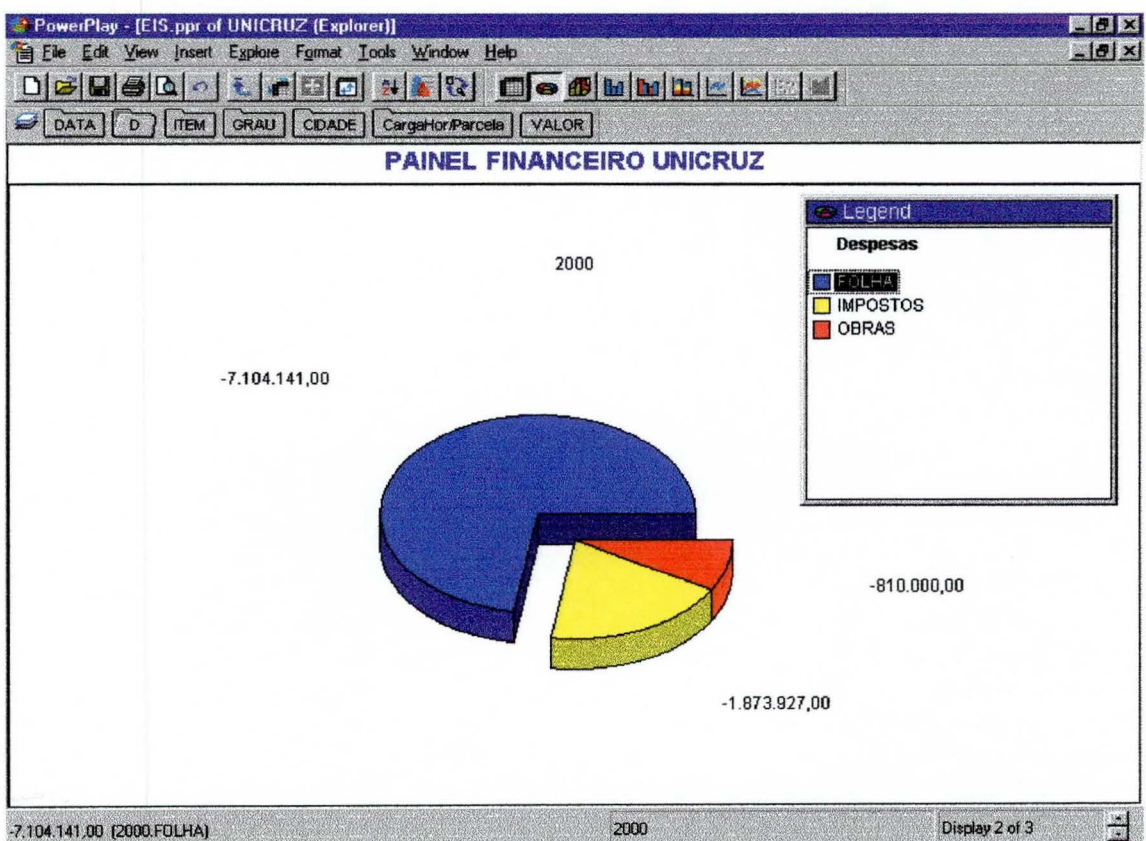 PowerPlay - [EIS.ppr of UNICRUZ (Explorer)]
File Edit View Insert Explore Format Tools Window Help
DATA D ITEM GRAU CIDADE CargaHor/Parcela VALOR
PAINEL FINANCEIRO UNICRUZ
Legend
Despesas
FOLHA
IMPOSTOS
OBRAS
2000
-7.104.141,00
-810.000,00
-1.873.927,00
-7.104.141,00 (2000.FOLHA) 2000 Display 2 of 3